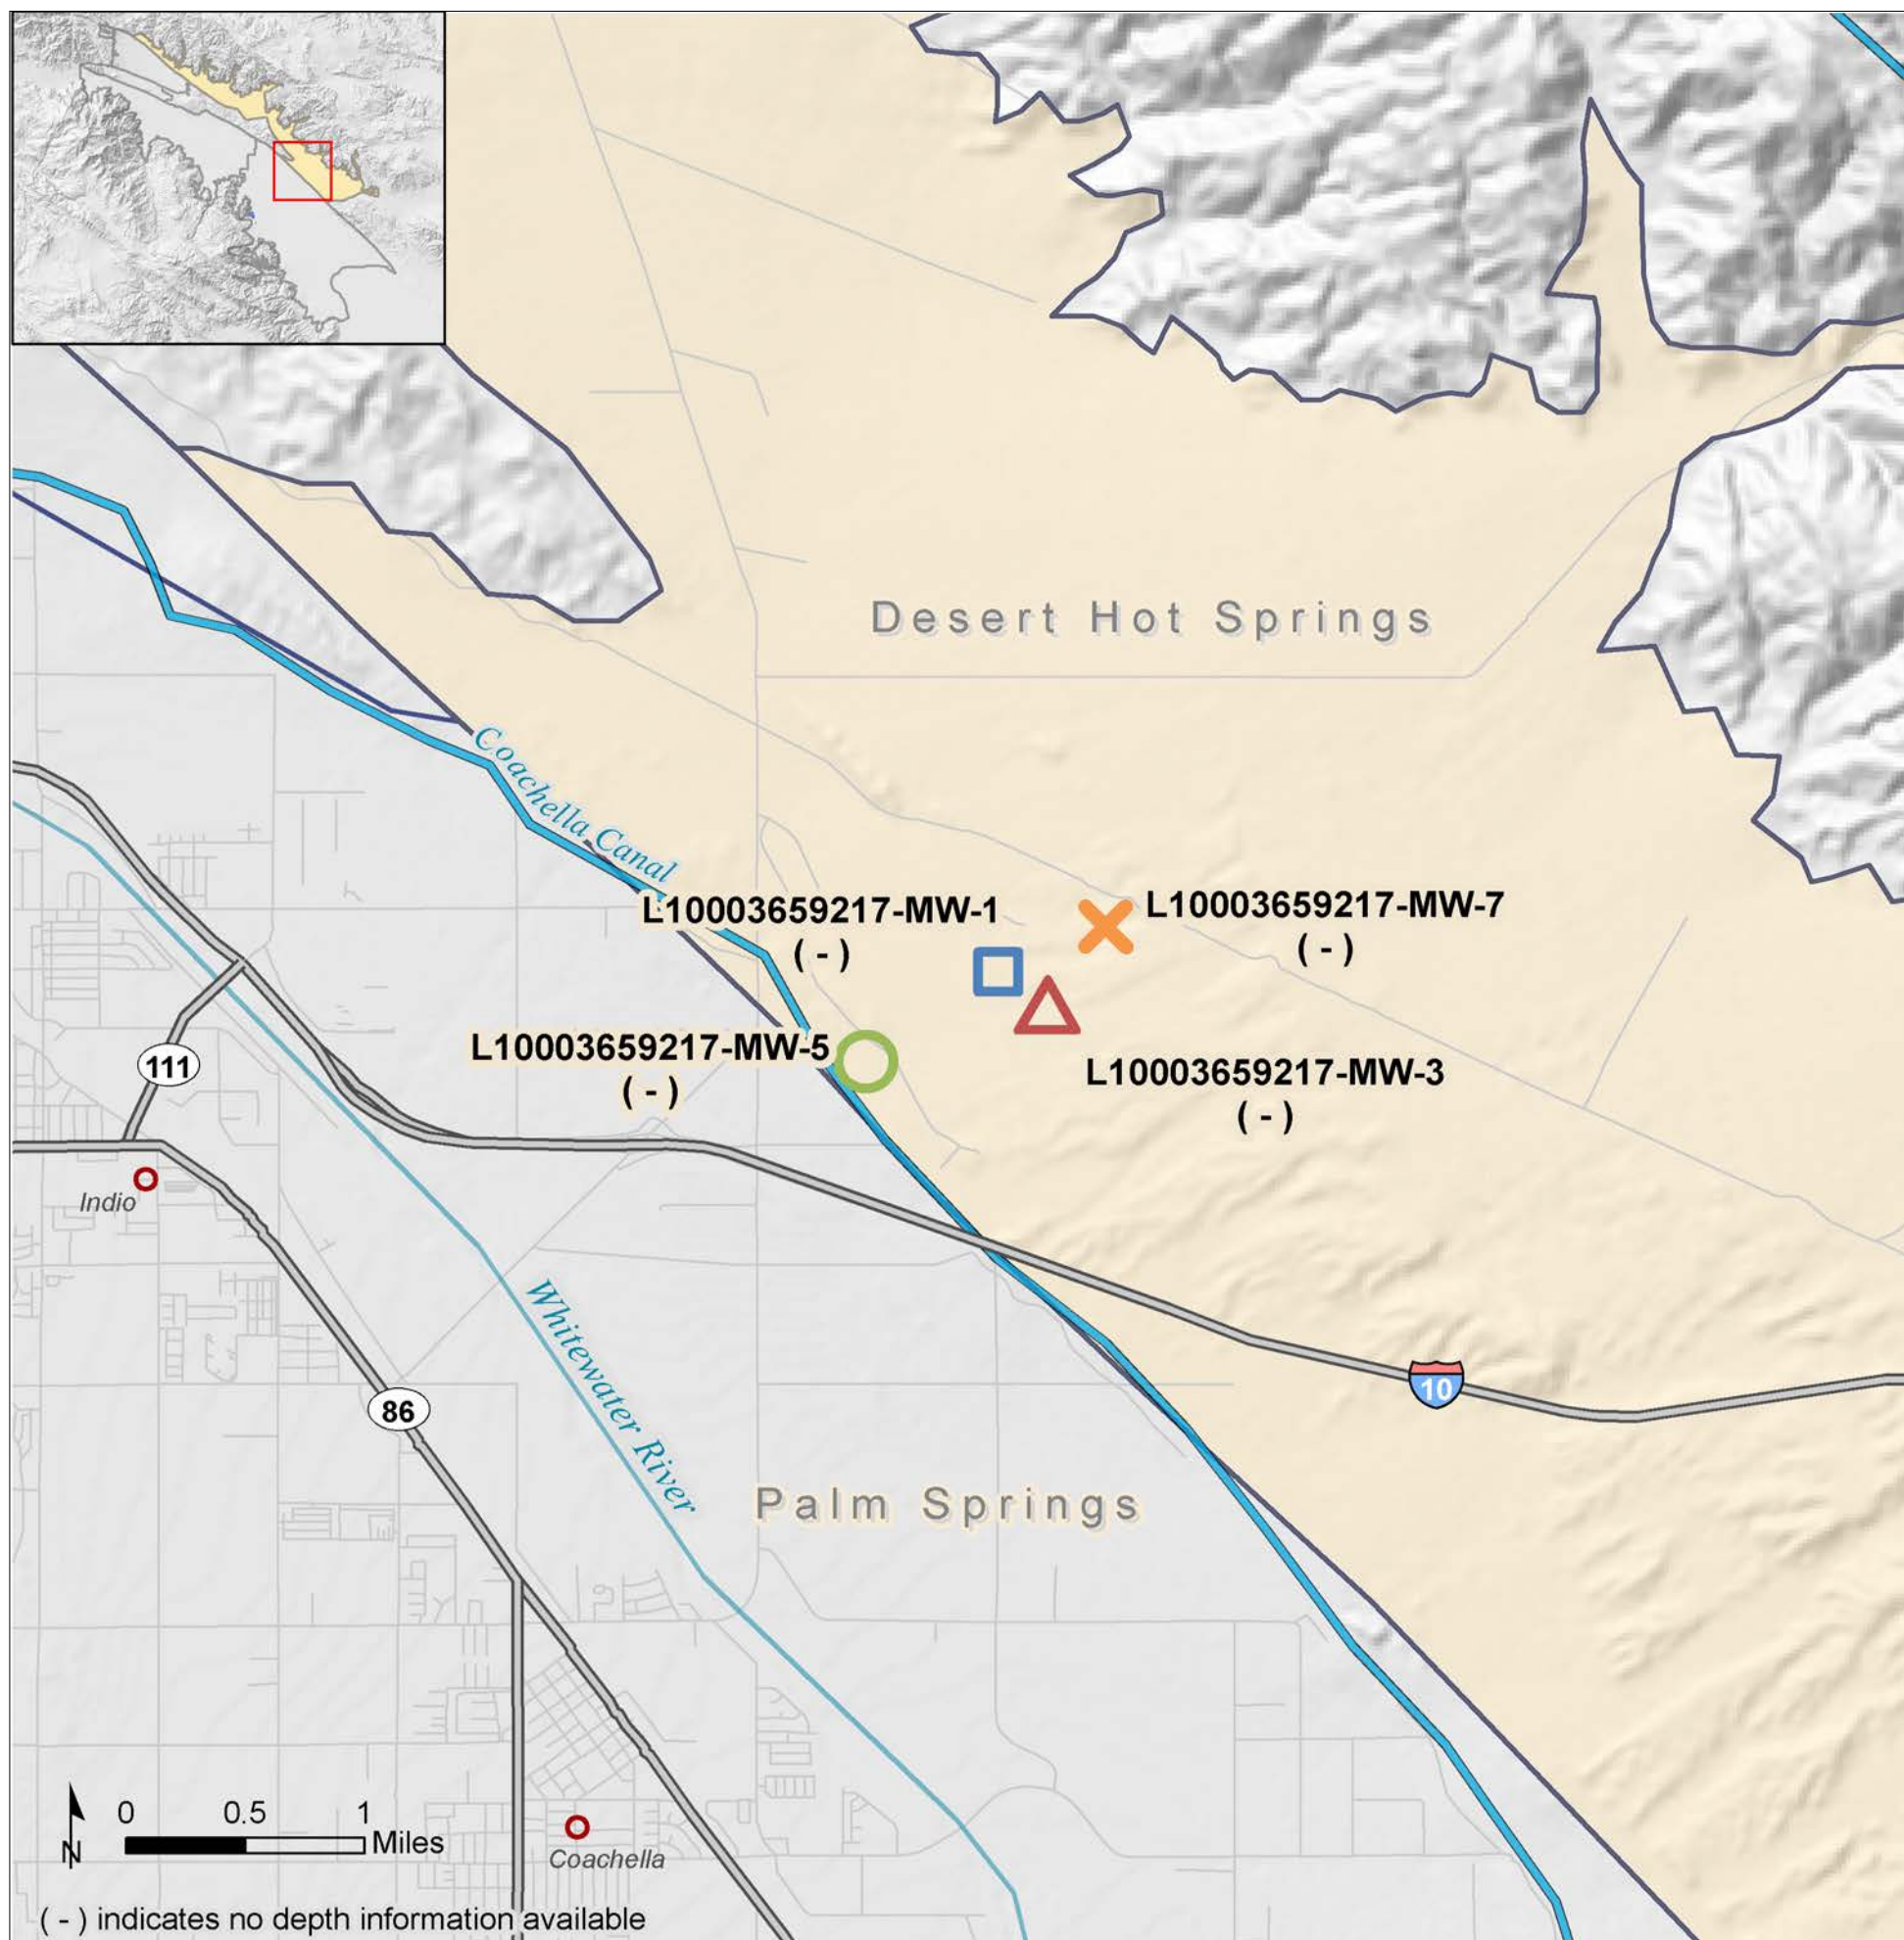 Desert Hot Springs
Coachella Canal
L10003659217-MW-1
( - )
L10003659217-MW-7
( - )
L10003659217-MW-5
( - )
L10003659217-MW-3
( - )
111
Indio
86
Whitewater River
10
Palm Springs
0 0.5 1
Miles
N
Coachella
( - ) indicates no depth information available